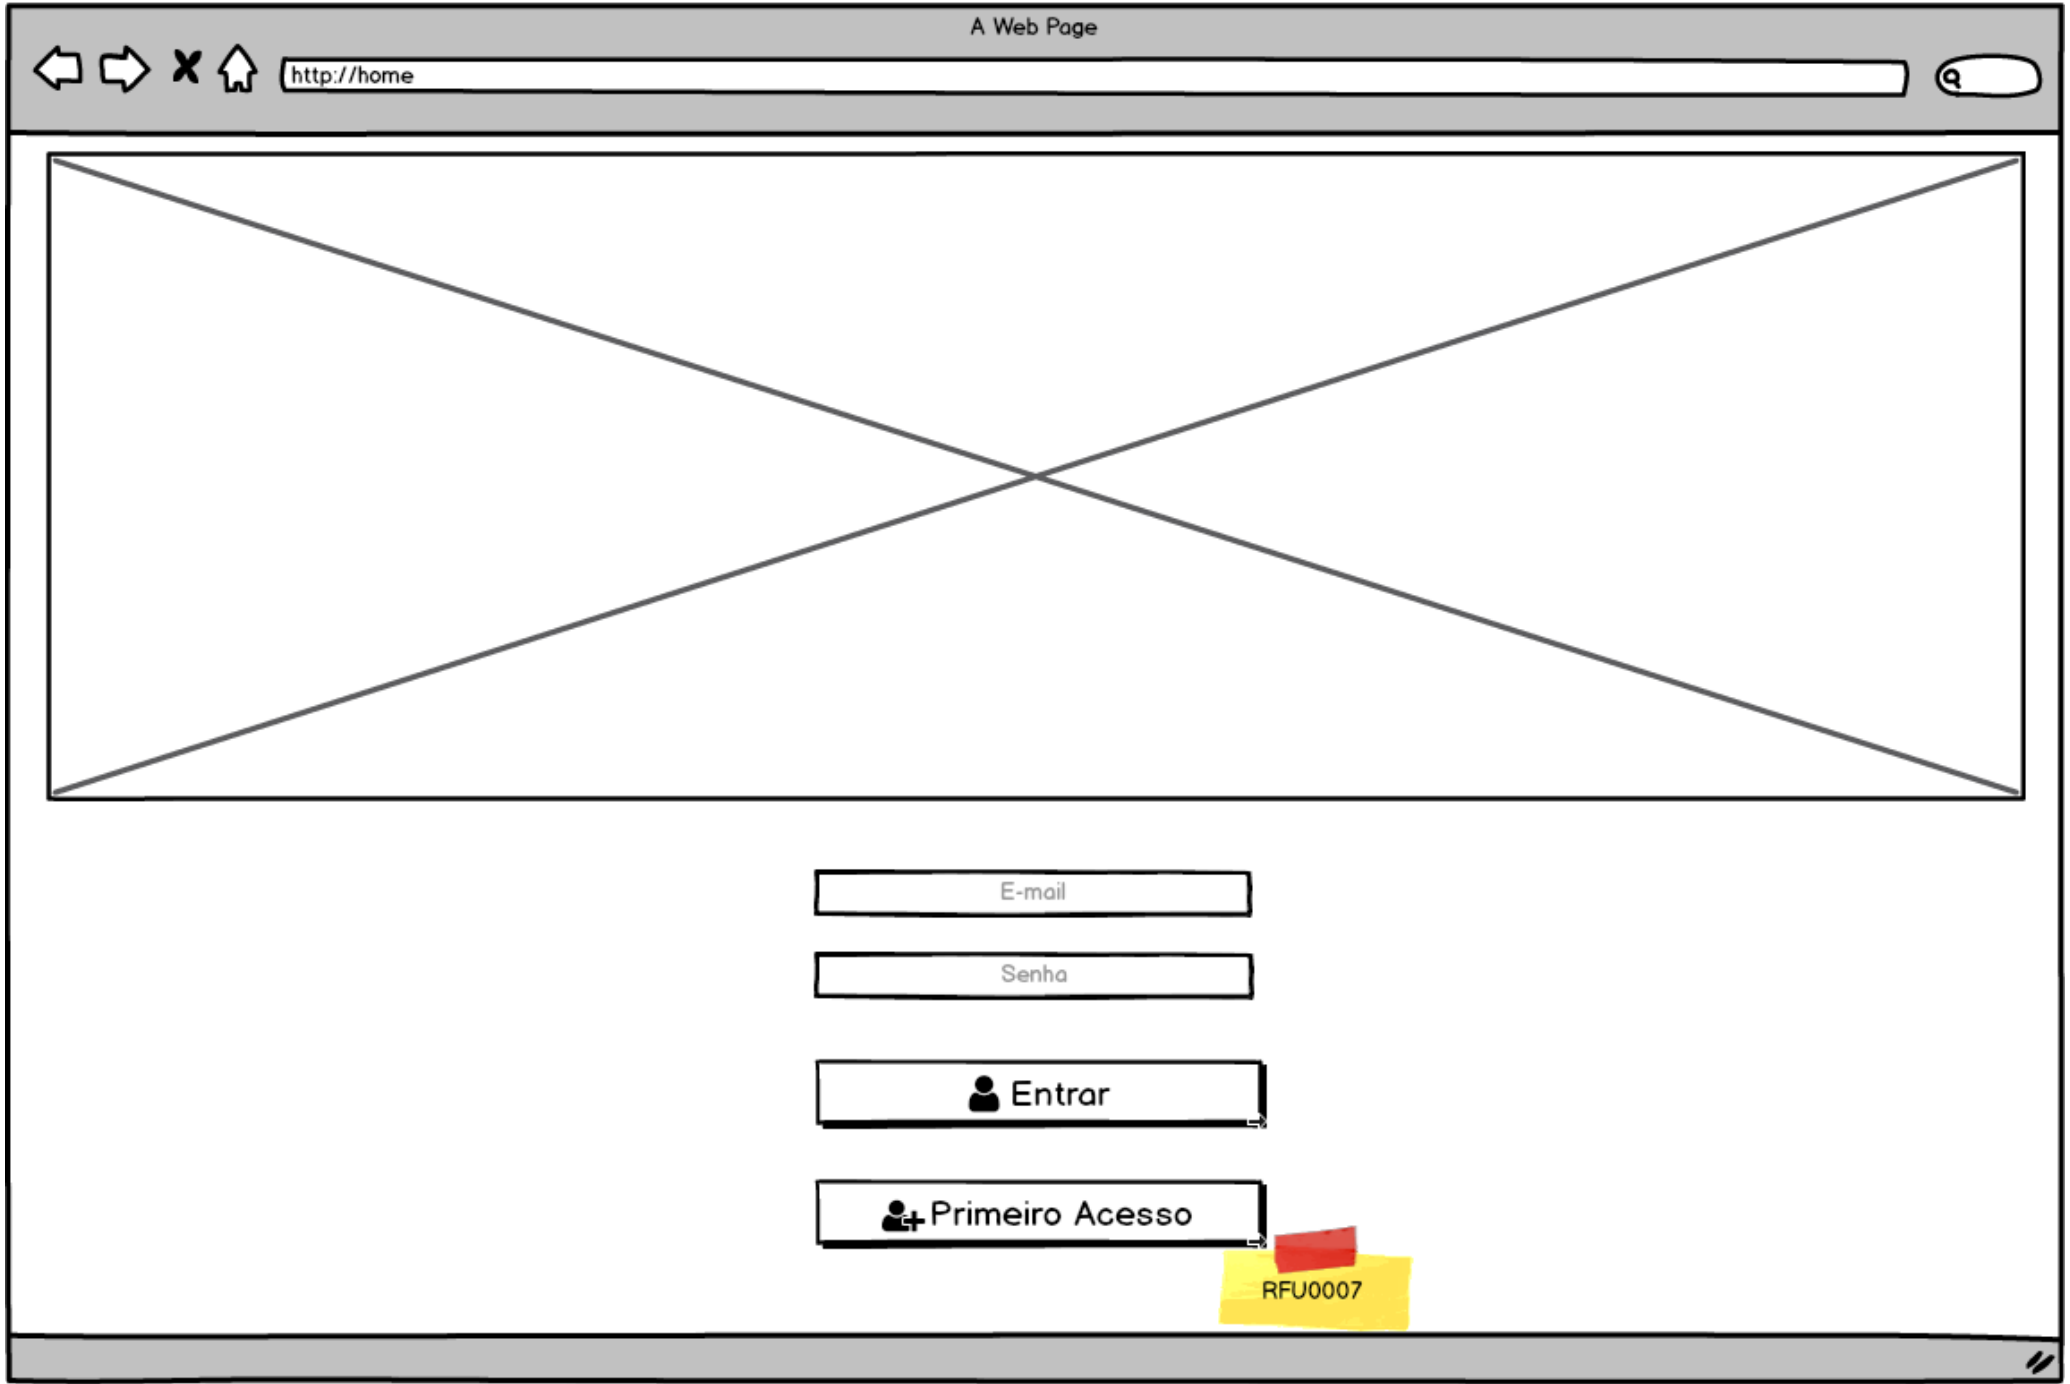 A Web Page
http://home
E-mail
Senha
Entrar
Primeiro Acesso
RFU0007